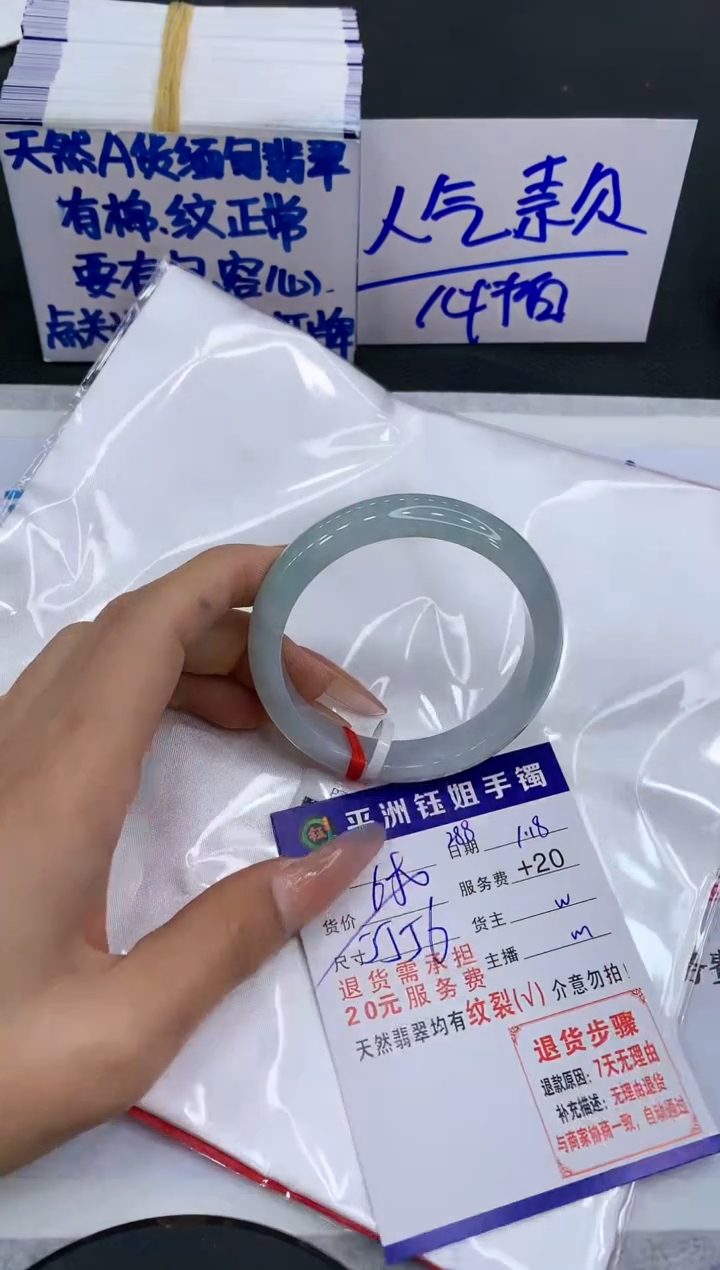 天然A货缅甸翡翠
有棉、纹正常
要有包容心
点关
牌
人气款
平洲钰姐手镯
288
日期 1.18
服务费 +20
货价
尺寸
货主 w
主播 m
退货需承担
20元服务费
天然翡翠均有纹裂(√) 介意勿拍!
退货步骤
退款原因: 7天无理由
补充描述: 无理由退货
与商家协商一致, 自动通过